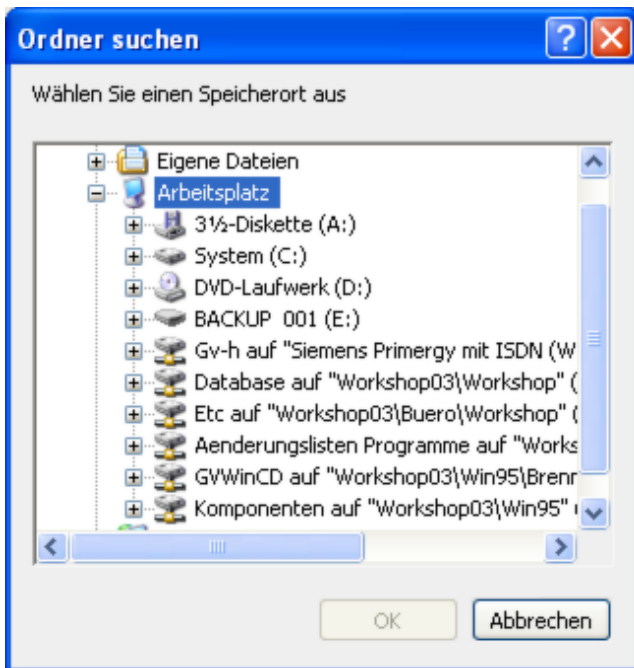 Ordner suchen
Wählen Sie einen Speicherort aus
Eigene Dateien
Arbeitsplatz
3½-Diskette (A:)
System (C:)
DVD-Laufwerk (D:)
BACKUP 001 (E:)
Gv-h auf "Siemens Primergy mit ISDN (W
Database auf "Workshop03\Workshop" (
Etc auf "Workshop03\Buero\Workshop" (
Aenderungslisten Programme auf "Works
GVWinCD auf "Workshop03\Win95\Brenr
Komponenten auf "Workshop03\Win95"
OK
Abbrechen